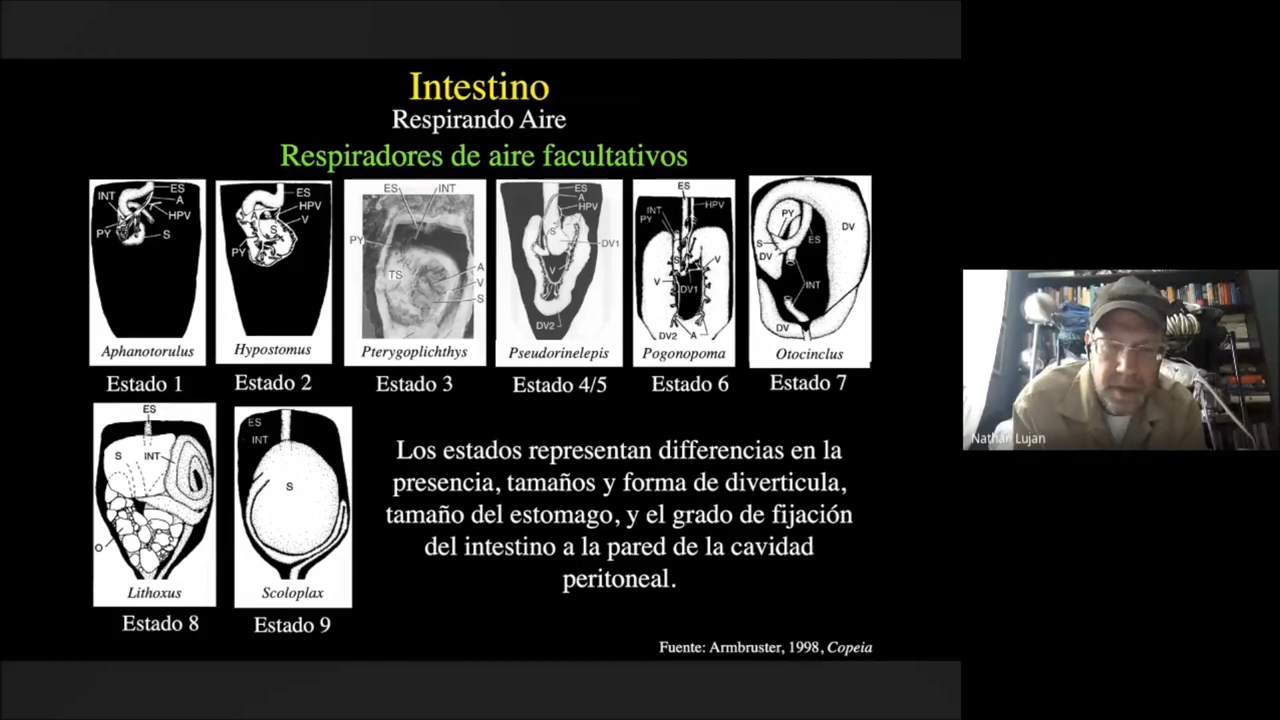 Intestino
Respirando Aire
Respiradores de aire facultativos
INT ES A HPV PY S
Aphanotorulus
Estado 1
ES HPV V S PY
Hypostomus
Estado 2
ES INT PY TS A V S
Pterygoplichthys
Estado 3
ES A HPV S DV1 V DV2
Pseudorinelepis
Estado 4/5
ES INT HPV PY S V V DV1 DV2 A
Pogonopoma
Estado 6
PY DV S ES DV INT DV
Otocinclus
Estado 7
ES S INT O
Lithoxus
Estado 8
ES INT S
Scoloplax
Estado 9
Los estados representan differencias en la
presencia, tamaños y forma de diverticula,
tamaño del estomago, y el grado de fijación
del intestino a la pared de la cavidad
peritoneal.
Fuente: Armbruster, 1998, Copeia
Nathan Lujan